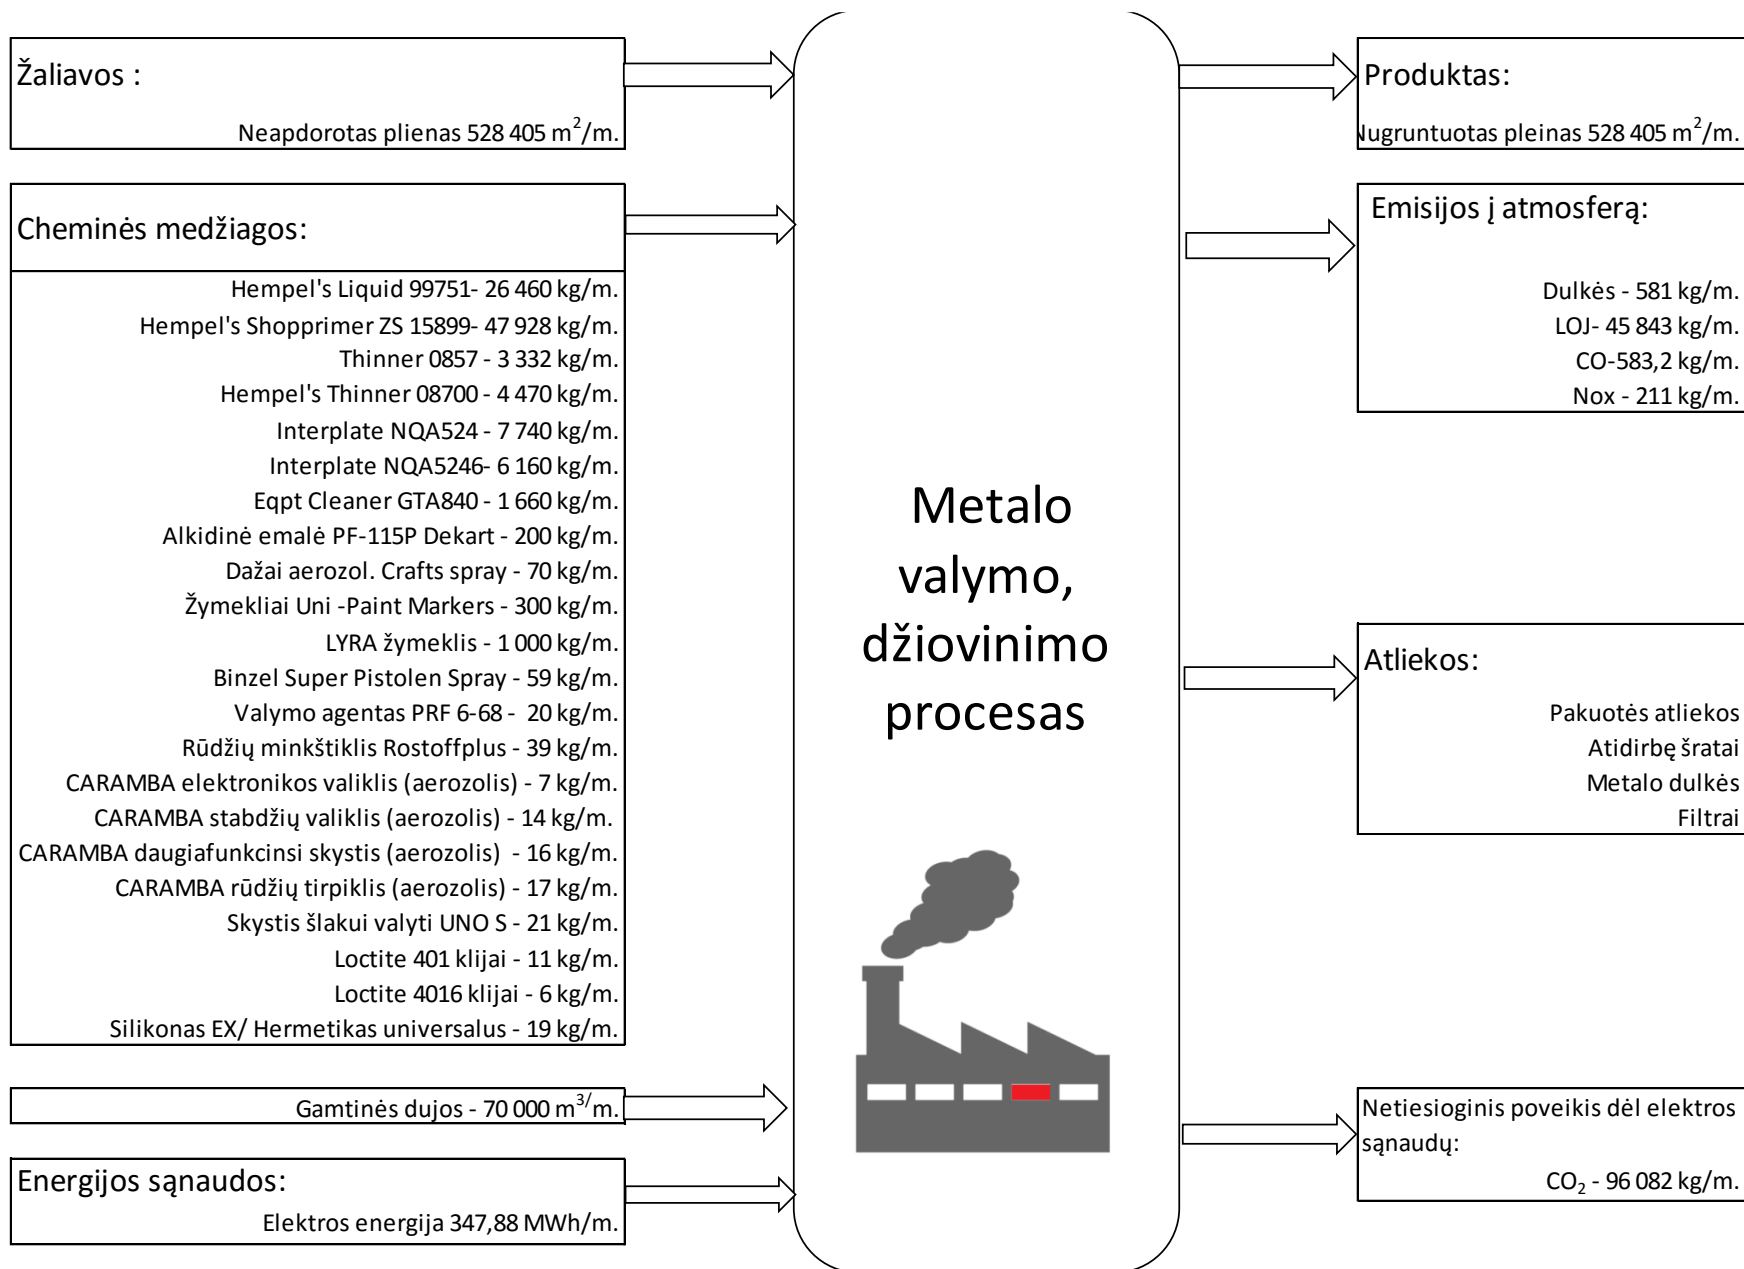 Žaliavos :
Neapdorotas plienas 528 405 m²/m.
Cheminės medžiagos:
Hempel's Liquid 99751- 26 460 kg/m.
Hempel's Shopprimer ZS 15899- 47 928 kg/m.
Thinner 0857 - 3 332 kg/m.
Hempel's Thinner 08700 - 4 470 kg/m.
Interplate NQA524 - 7 740 kg/m.
Interplate NQA5246- 6 160 kg/m.
Eqpt Cleaner GTA840 - 1 660 kg/m.
Alkidinė emalė PF-115P Dekart - 200 kg/m.
Dažai aerozol. Crafts spray - 70 kg/m.
Žymekliai Uni -Paint Markers - 300 kg/m.
LYRA žymeklis - 1 000 kg/m.
Binzel Super Pistolen Spray - 59 kg/m.
Valymo agentas PRF 6-68 - 20 kg/m.
Rūdžių minkštiklis Rostoffplus - 39 kg/m.
CARAMBA elektronikos valiklis (aerozolis) - 7 kg/m.
CARAMBA stabdžių valiklis (aerozolis) - 14 kg/m.
CARAMBA daugiafunkcinsi skystis (aerozolis) - 16 kg/m.
CARAMBA rūdžių tirpiklis (aerozolis) - 17 kg/m.
Skystis šlakui valyti UNO S - 21 kg/m.
Loctite 401 klijai - 11 kg/m.
Loctite 4016 klijai - 6 kg/m.
Silikonas EX/ Hermetikas universalus - 19 kg/m.
Gamtinės dujos - 70 000 m³/m.
Energijos sąnaudos:
Elektros energija 347,88 MWh/m.
Metalo
valymo,
džiovinimo
procesas
Produktas:
Nugruntuotas pleinas 528 405 m²/m.
Emisijos į atmosferą:
Dulkės - 581 kg/m.
LOJ- 45 843 kg/m.
CO-583,2 kg/m.
Nox - 211 kg/m.
Atliekos:
Pakuotės atliekos
Atidirbę šratai
Metalo dulkės
Filtrai
Netiesioginis poveikis dėl elektros
sąnaudų:
CO₂ - 96 082 kg/m.